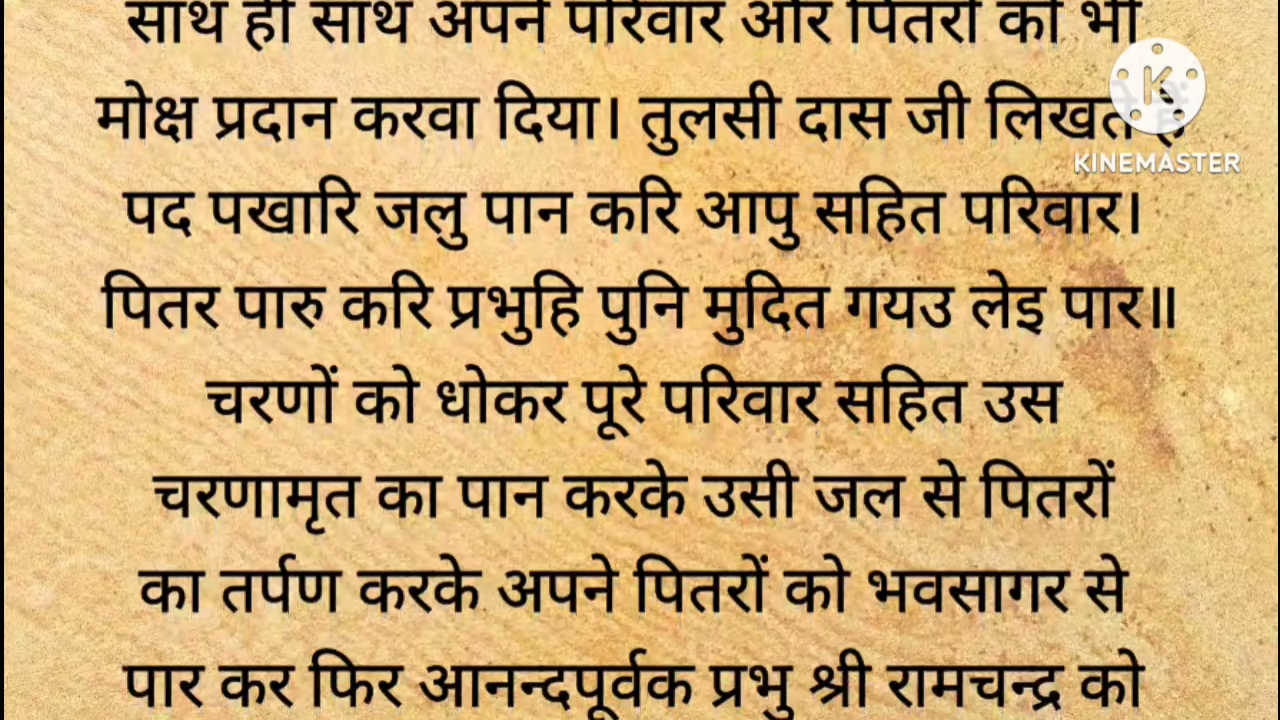 साथ ही साथ अपने परिवार और पितरों को भी
मोक्ष प्रदान करवा दिया। तुलसी दास जी लिखते हैं
KINEMASTER
पद पखारि जलु पान करि आपु सहित परिवार।
पितर पारु करि प्रभुहि पुनि मुदित गयउ लेइ पार॥
चरणों को धोकर पूरे परिवार सहित उस
चरणामृत का पान करके उसी जल से पितरों
का तर्पण करके अपने पितरों को भवसागर से
पार कर फिर आनन्दपूर्वक प्रभु श्री रामचन्द्र को